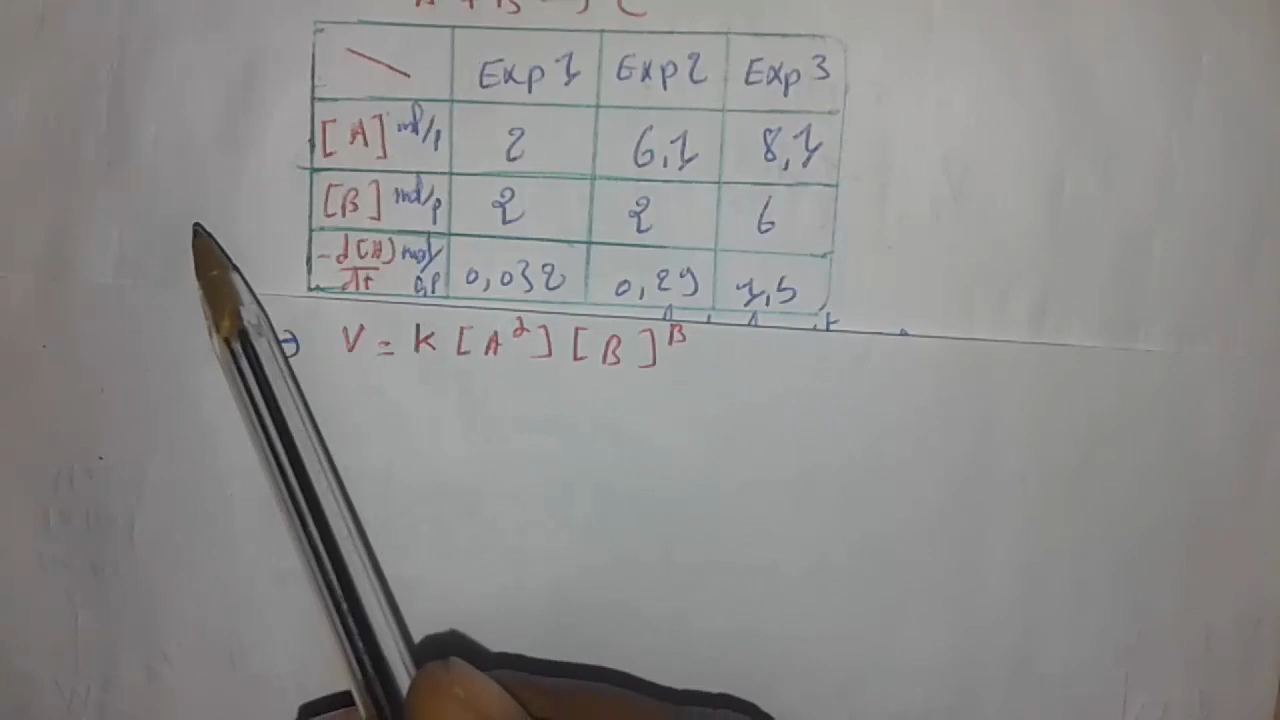 A + B → C
Exp 1 Exp 2 Exp 3
[A] mol/l 2 6,1 8,1
[B] mol/l 2 2 6
-d[A]/dt mol/l 0,032 0,29 1,5
→ V = K [A^α] [B]^β